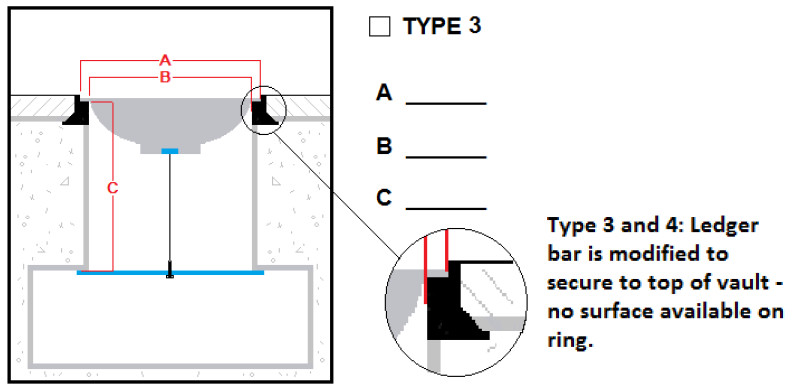 A
B
C
TYPE 3
A
B
C
Type 3 and 4: Ledger
bar is modified to
secure to top of vault -
no surface available on
ring.